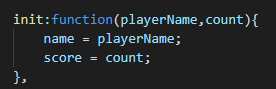 init:function(playerName,count){
    name = playerName;
    score = count;
},